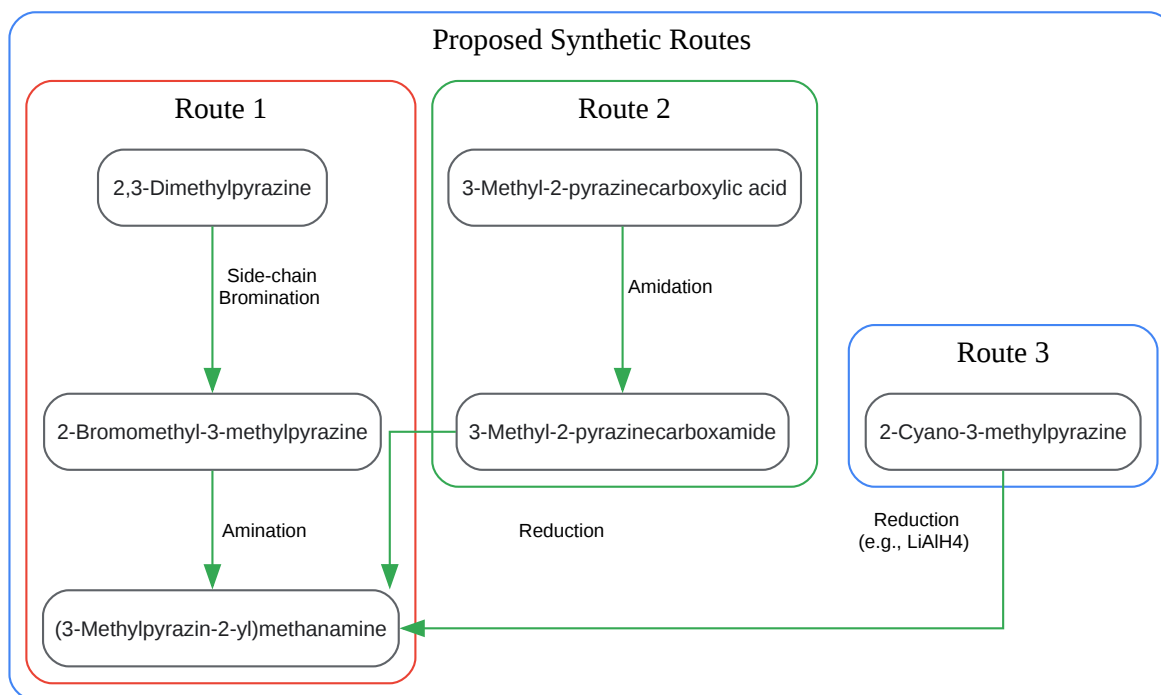 Proposed Synthetic Routes
Route 1
2,3-Dimethylpyrazine
Side-chain
Bromination
2-Bromomethyl-3-methylpyrazine
Amination
(3-Methylpyrazin-2-yl)methanamine
Route 2
3-Methyl-2-pyrazinecarboxylic acid
Amidation
3-Methyl-2-pyrazinecarboxamide
Reduction
Route 3
2-Cyano-3-methylpyrazine
Reduction
(e.g., LiAlH4)